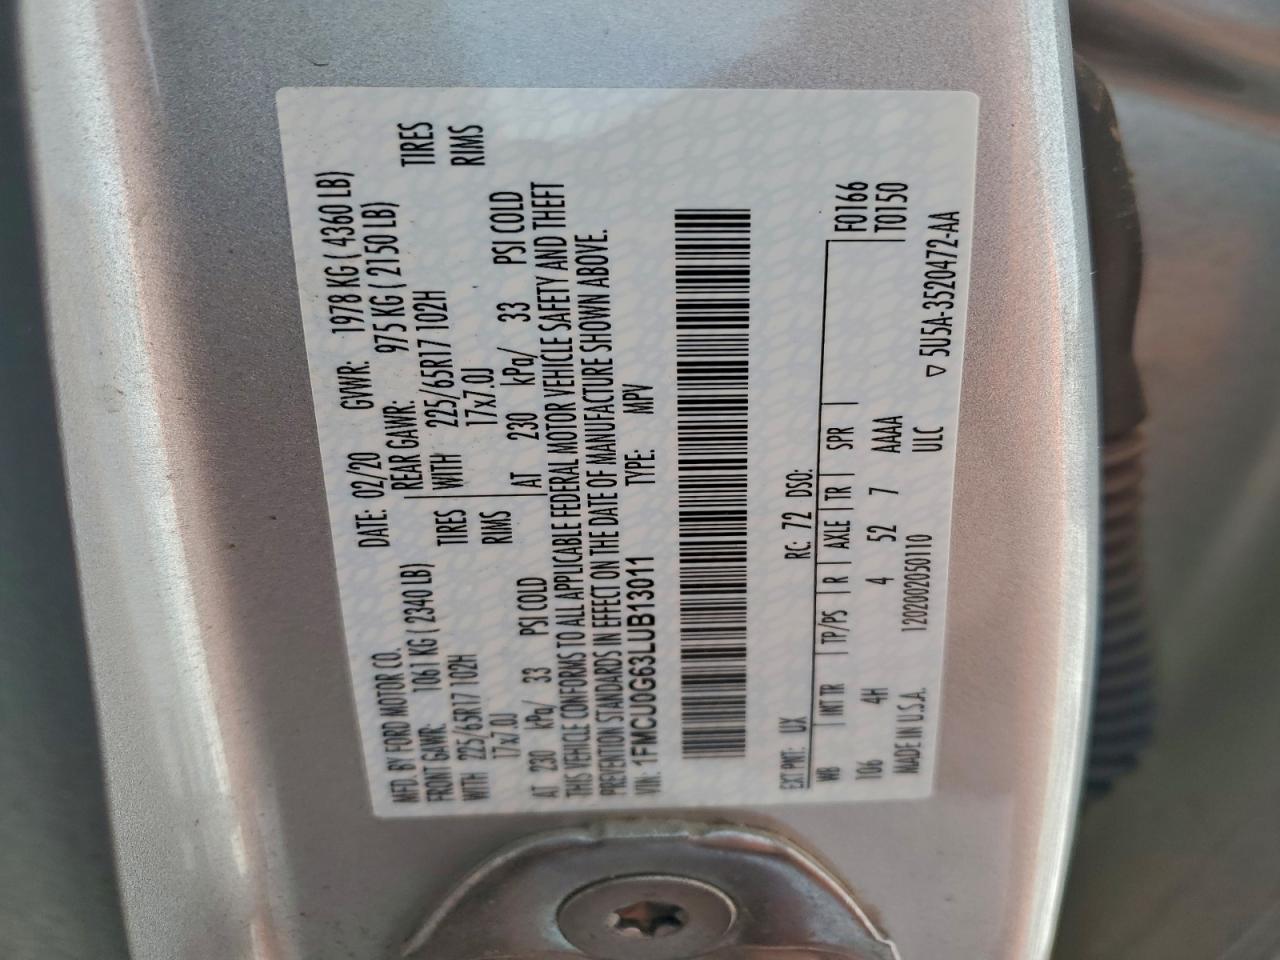 MFD. BY FORD MOTOR CO. DATE: 02/20 GVWR: 1978 KG ( 4360 LB)
FRONT GAWR: 1061 KG ( 2340 LB) REAR GAWR: 975 KG ( 2150 LB)
WITH 225/65R17 102H TIRES WITH 225/65R17 102H TIRES
17x7.0J RIMS 17x7.0J RIMS
AT 230 kPa/ 33 PSI COLD AT 230 kPa/ 33 PSI COLD
THIS VEHICLE CONFORMS TO ALL APPLICABLE FEDERAL MOTOR VEHICLE SAFETY AND THEFT
PREVENTION STANDARDS IN EFFECT ON THE DATE OF MANUFACTURE SHOWN ABOVE.
VIN: 1FMCU0G63LUB13011 TYPE: MPV
EXT PNT: UX RC: 72 DSO:
WB INT TR TP/PS R AXLE TR SPR F0166
106 4H 4 52 7 AAAA T0150
MADE IN U.S.A. 1202002050110 ULC
▽ 5U5A-3520472-AA